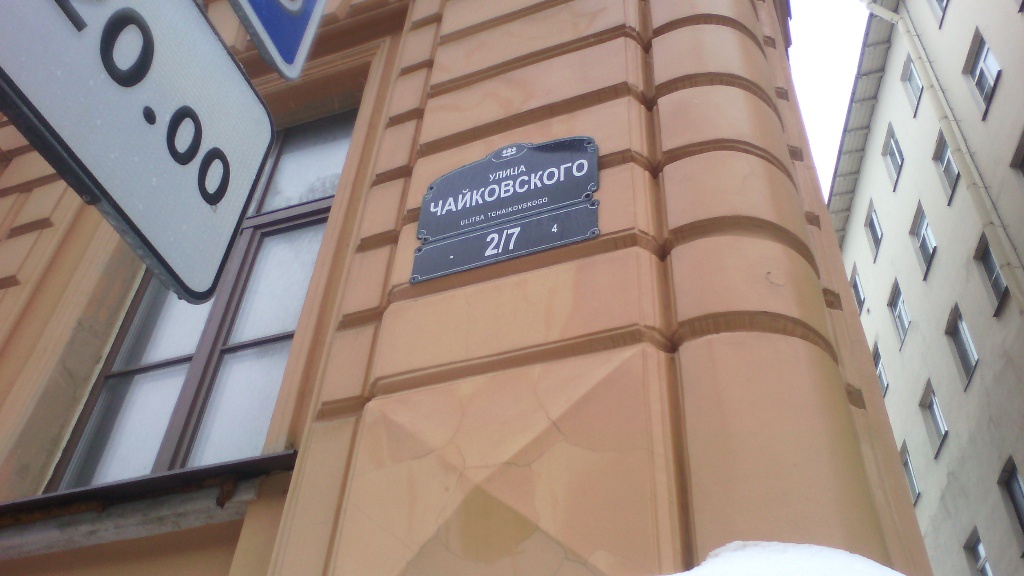 УЛИЦА
ЧАЙКОВСКОГО
ULITSA TCHAIKOVSKOGO
2/7 4
0.00